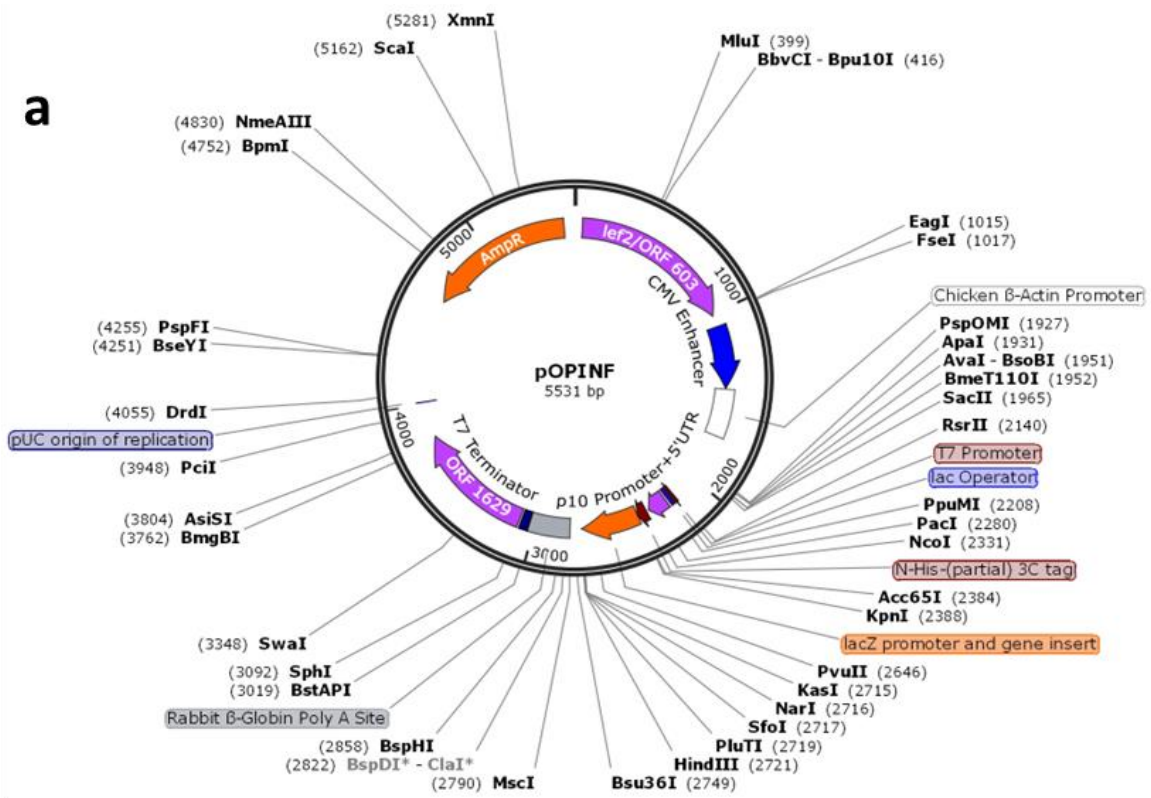 a
(5281) XmnI
(5162) ScaI
(4830) NmeAIII
(4752) BpmI
MluI (399)
BbvCI - Bpu10I (416)
EagI (1015)
FseI (1017)
Chicken ß-Actin Promoter
PspOMI (1927)
ApaI (1931)
AvaI - BsoBI (1951)
BmeT110I (1952)
SacII (1965)
RsrII (2140)
T7 Promoter
lac Operator
PpuMI (2208)
PacI (2280)
NcoI (2331)
N-His-(partial) 3C tag
Acc65I (2384)
KpnI (2388)
lacZ promoter and gene insert
PvuII (2646)
KasI (2715)
NarI (2716)
SfoI (2717)
PluTI (2719)
HindIII (2721)
Bsu36I (2749)
(2790) MscI
(2822) BspDI* - ClaI*
(2858) BspHI
Rabbit ß-Globin Poly A Site
(3019) BstAPI
(3092) SphI
(3348) SwaI
(3762) BmgBI
(3804) AsiSI
(3948) PciI
pUC origin of replication
(4055) DrdI
(4251) BseYI
(4255) PspFI
5000
AmpR
lef2/ORF 603
1000
CMV Enhancer
pOPINF
5531 bp
2000
p10 Promoter+5'UTR
T7 Terminator
ORF 1629
3000
4000